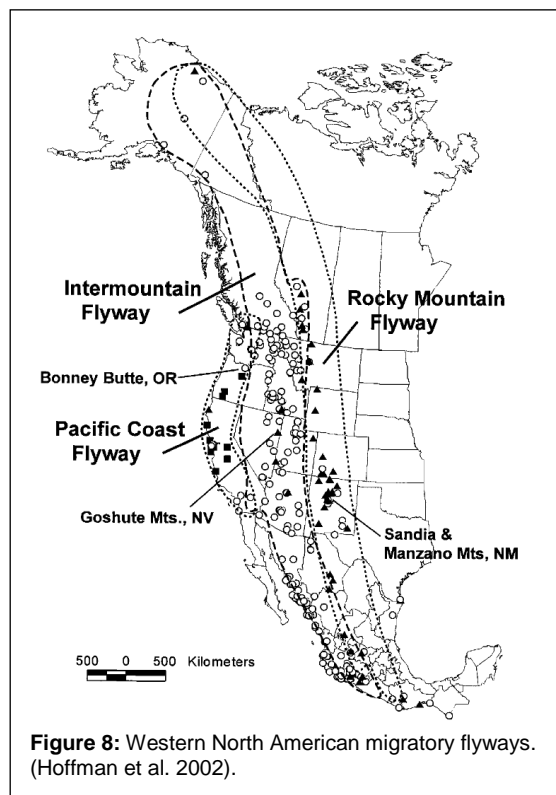 Intermountain
Flyway
Rocky Mountain
Flyway
Bonney Butte, OR
Pacific Coast
Flyway
Goshute Mts., NV
Sandia &
Manzano Mts, NM
500 0 500 Kilometers
Figure 8: Western North American migratory flyways.
(Hoffman et al. 2002).